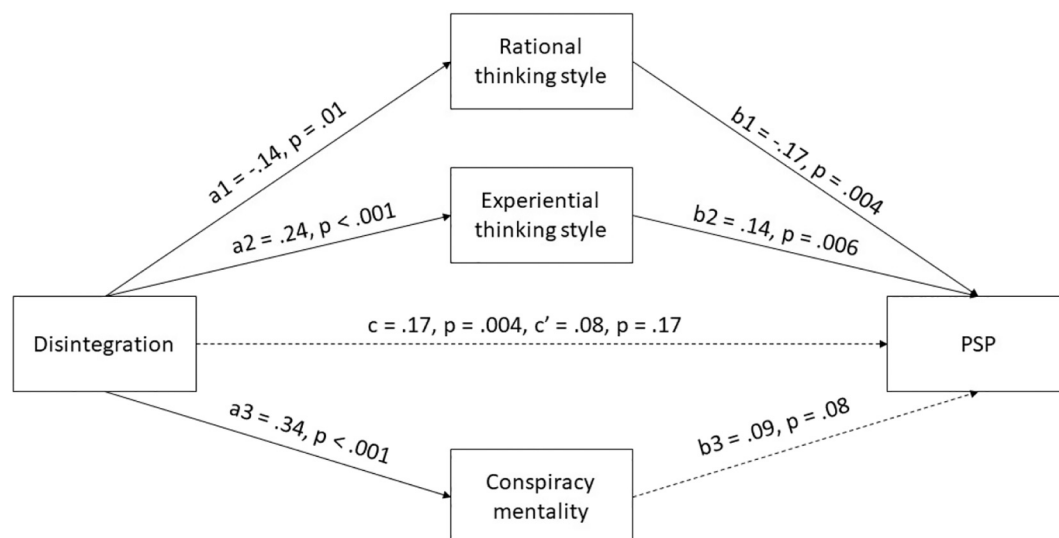 Rational
thinking style
a1 = -.14, p = .01
b1 = -.17, p = .004
Experiential
thinking style
a2 = .24, p < .001
b2 = .14, p = .006
Disintegration
c = .17, p = .004, c’ = .08, p = .17
PSP
a3 = .34, p < .001
b3 = .09, p = .08
Conspiracy
mentality